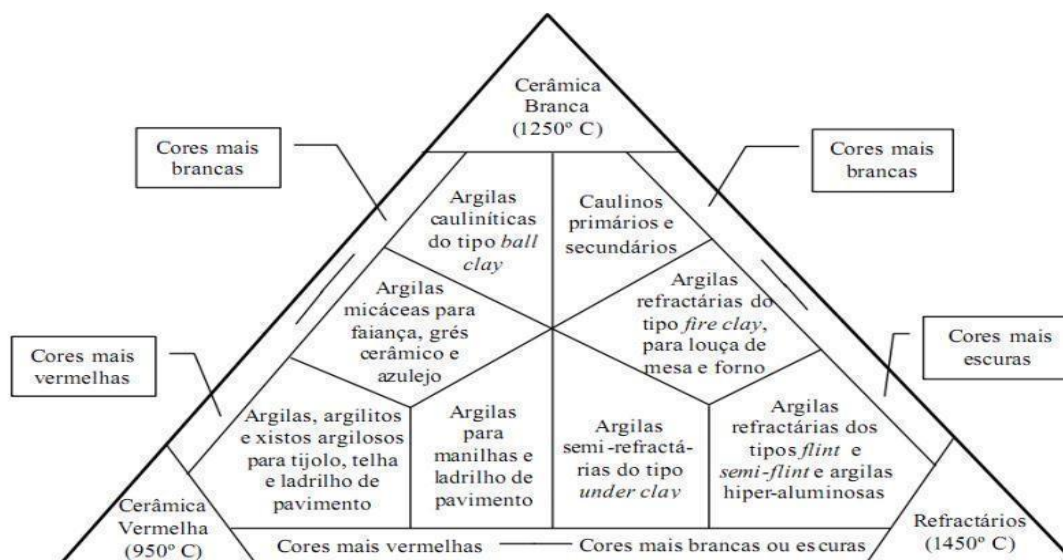 Cerâmica
Branca
(1250º C)
Cores mais
brancas
Cores mais
brancas
Argilas
cauliníticas
do tipo ball
clay
Caulinos
primários e
secundários
Argilas
micáceas para
faiança, grés
cerâmico e
azulejo
Argilas
refractárias do
tipo fire clay,
para louça de
mesa e forno
Cores mais
vermelhas
Cores mais
escuras
Argilas, argilitos
e xistos argilosos
para tijolo, telha
e ladrilho de
pavimento
Argilas
para
manilhas e
ladrilho de
pavimento
Argilas
semi-refractá-
rias do tipo
under clay
Argilas
refractárias dos
tipos flint e
semi-flint e argilas
hiper-aluminosas
Cerâmica
Vermelha
(950º C)
Cores mais vermelhas
Cores mais brancas ou escuras
Refractários
(1450º C)